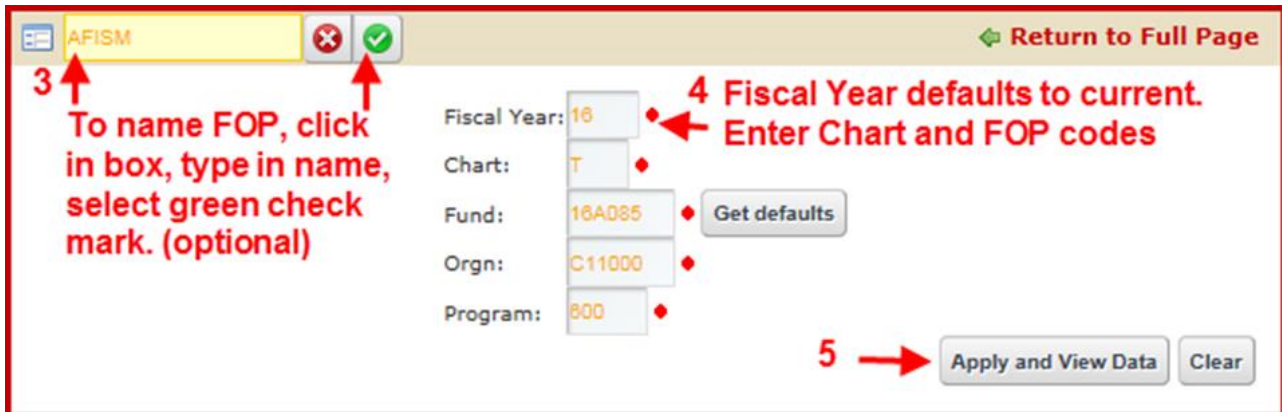 AFISM
Return to Full Page
3
To name FOP, click
in box, type in name,
select green check
mark. (optional)
4 Fiscal Year defaults to current.
Enter Chart and FOP codes
Fiscal Year: 16
Chart: T
Fund: 16A085 Get defaults
Orgn: C11000
Program: 600
5 Apply and View Data Clear